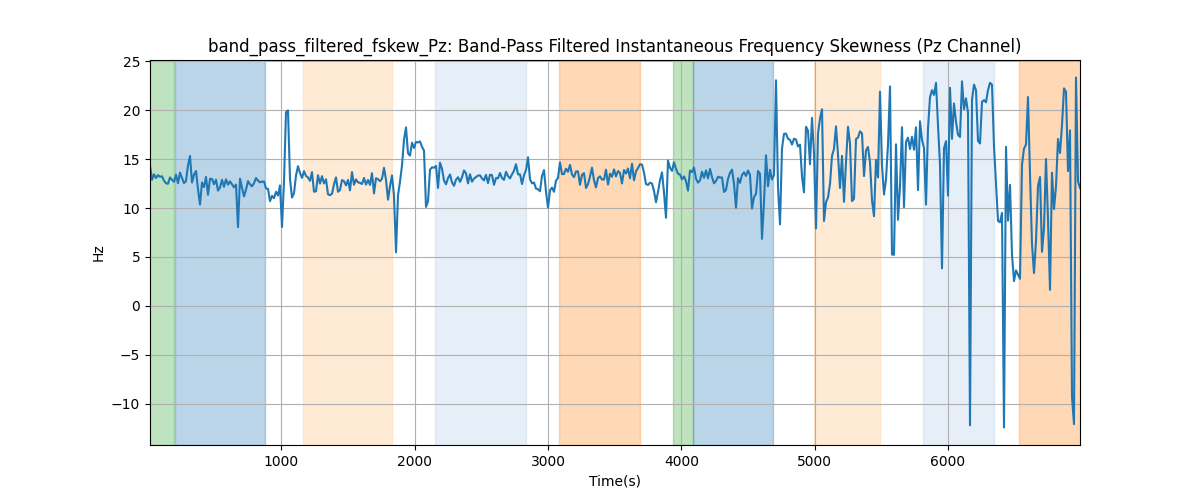 band_pass_filtered_fskew_Pz: Band-Pass Filtered Instantaneous Frequency Skewness (Pz Channel)
25
20
15
10
5
0
−5
−10
Hz
1000 2000 3000 4000 5000 6000
Time(s)